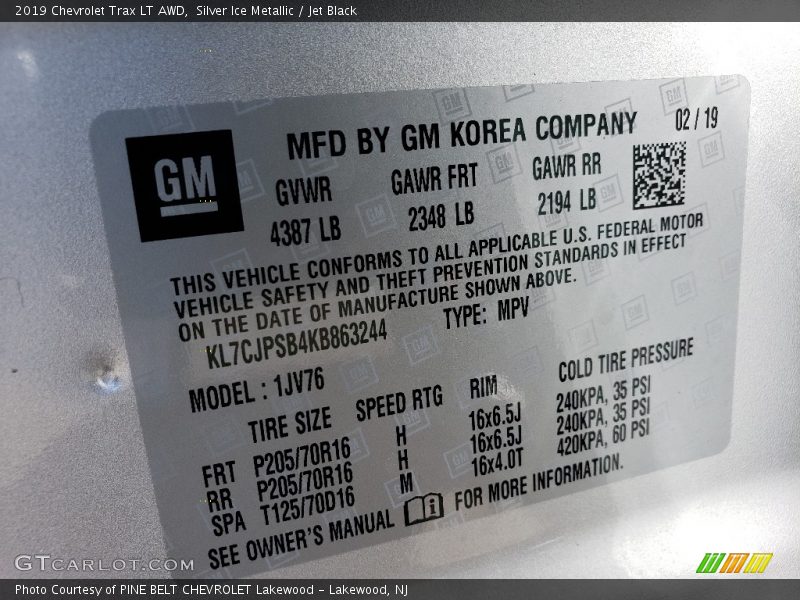 2019 Chevrolet Trax LT AWD,  Silver Ice Metallic / Jet Black
GM
MFD BY GM KOREA COMPANY 02/19
GVWR GAWR FRT GAWR RR
4387 LB 2348 LB 2194 LB
THIS VEHICLE CONFORMS TO ALL APPLICABLE U.S. FEDERAL MOTOR
VEHICLE SAFETY AND THEFT PREVENTION STANDARDS IN EFFECT
ON THE DATE OF MANUFACTURE SHOWN ABOVE.
KL7CJPSB4KB863244 TYPE: MPV
MODEL : 1JV76
TIRE SIZE SPEED RTG RIM COLD TIRE PRESSURE
FRT P205/70R16 H 16x6.5J 240KPA, 35 PSI
RR P205/70R16 H 16x6.5J 240KPA, 35 PSI
SPA T125/70D16 M 16x4.0T 420KPA, 60 PSI
SEE OWNER'S MANUAL FOR MORE INFORMATION.
GTCARLOT.COM
Photo Courtesy of PINE BELT CHEVROLET Lakewood - Lakewood, NJ